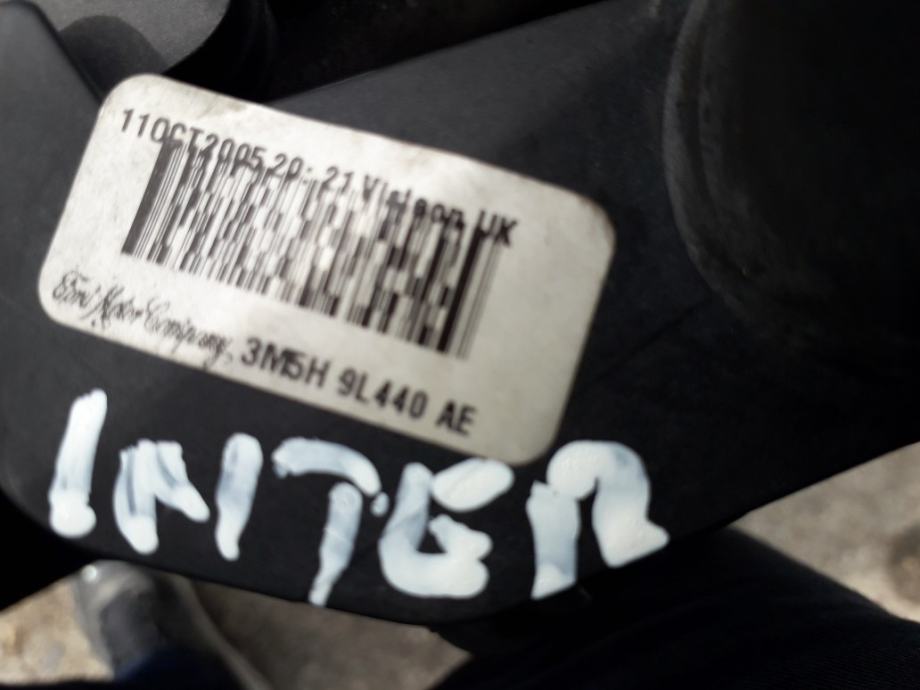 11OCT2005 20:21 Visteon UK
Ford Motor Company, 3M5H 9L440 AE
INTER